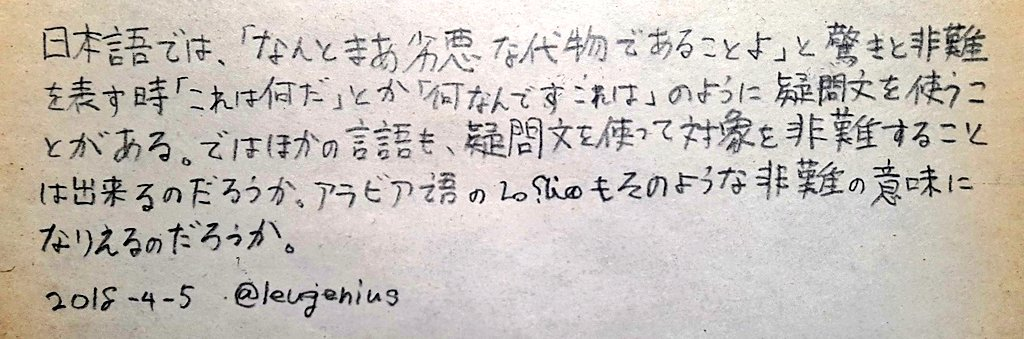 日本語では、「なんとまあ劣悪な代物であることよ」と驚きと非難
を表す時「これは何だ」とか「何なんですこれは」のように疑問文を使うこ
とがある。ではほかの言語も、疑問文を使って対象を非難すること
は出来るのだろうか。アラビア語の ما هذا もそのような非難の意味に
なりえるのだろうか。
2018-4-5 @leugenius